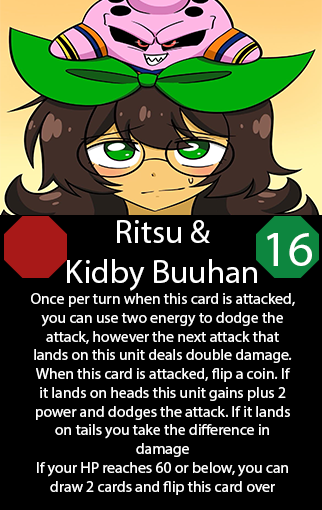 Ritsu &
16
Kidby Buuhan
Once per turn when this card is attacked,
you can use two energy to dodge the
attack, however the next attack that
lands on this unit deals double damage.
When this card is attacked, flip a coin. If
it lands on heads this unit gains plus 2
power and dodges the attack. If it lands
on tails you take the difference in
damage
If your HP reaches 60 or below, you can
draw 2 cards and flip this card over